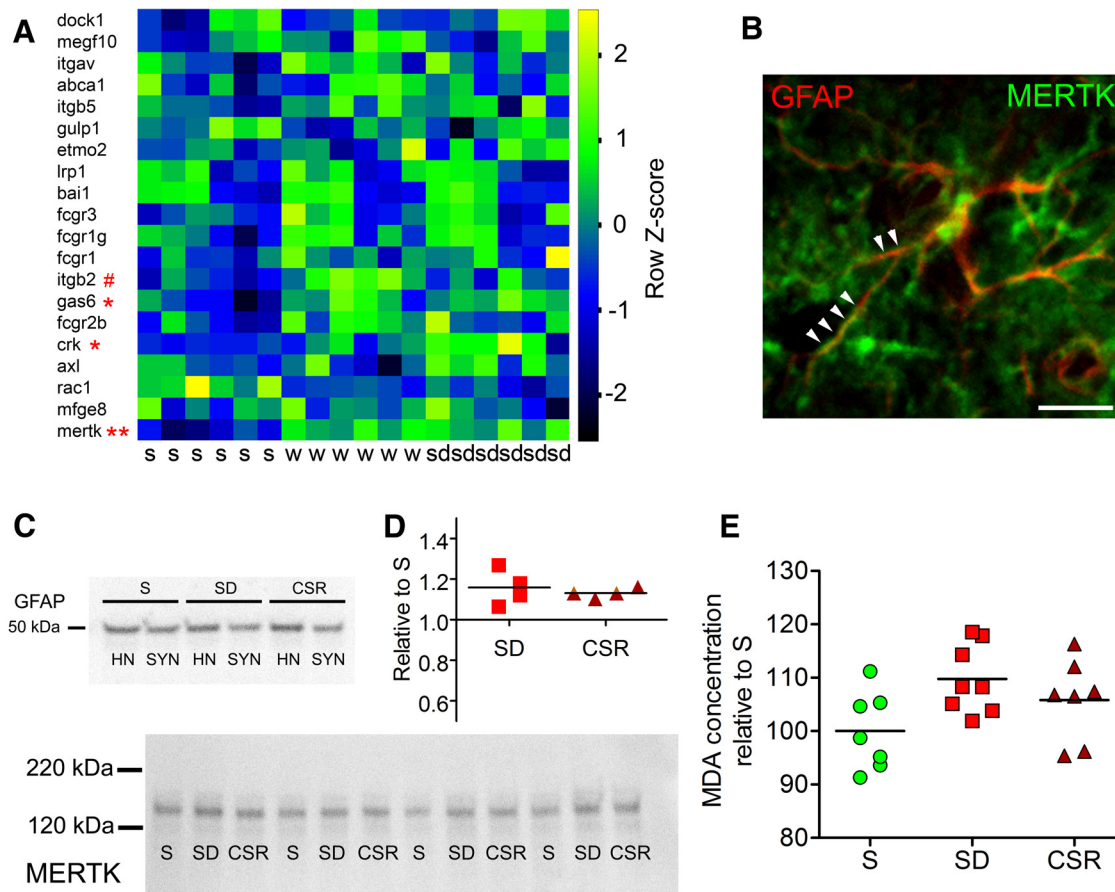 A
dock1
megf10
itgav
abca1
itgb5
gulp1
etmo2
lrp1
bai1
fcgr3
fcgr1g
fcgr1
itgb2 #
gas6 *
fcgr2b
crk *
axl
rac1
mfge8
mertk **
s s s s s s w w w w w w sd sd sd sd sd sd
2
1
0
-1
-2
Row Z-score
B
GFAP MERTK
C
S SD CSR
GFAP
50 kDa
HN SYN HN SYN HN SYN
D
Relative to S
1.4
1.2
1.0
0.8
0.6
SD CSR
220 kDa
120 kDa
S SD CSR S SD CSR S SD CSR S SD CSR
MERTK
E
MDA concentration
relative to S
130
120
110
100
90
80
S SD CSR